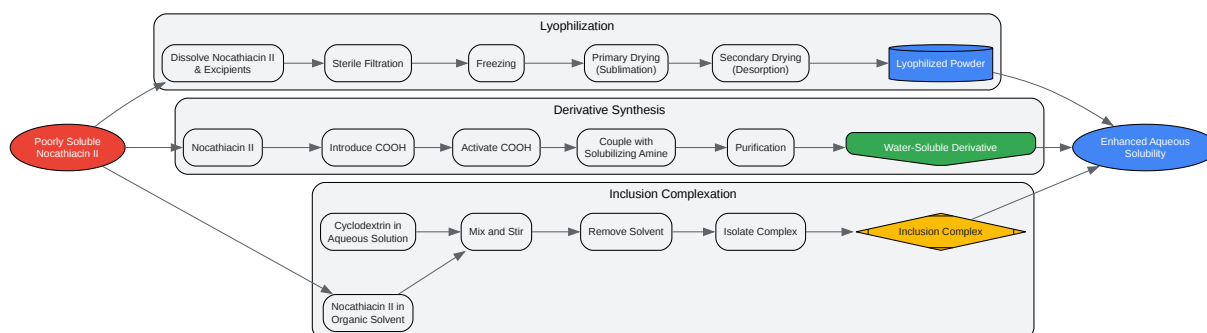 Lyophilization
Dissolve Nocathiacin II
& Excipients
Sterile Filtration
Freezing
Primary Drying
(Sublimation)
Secondary Drying
(Desorption)
Lyophilized Powder
Derivative Synthesis
Poorly Soluble
Nocathiacin II
Nocathiacin II
Introduce COOH
Activate COOH
Couple with
Solubilizing Amine
Purification
Water-Soluble Derivative
Enhanced Aqueous
Solubility
Inclusion Complexation
Cyclodextrin in
Aqueous Solution
Mix and Stir
Remove Solvent
Isolate Complex
Inclusion Complex
Nocathiacin II in
Organic Solvent